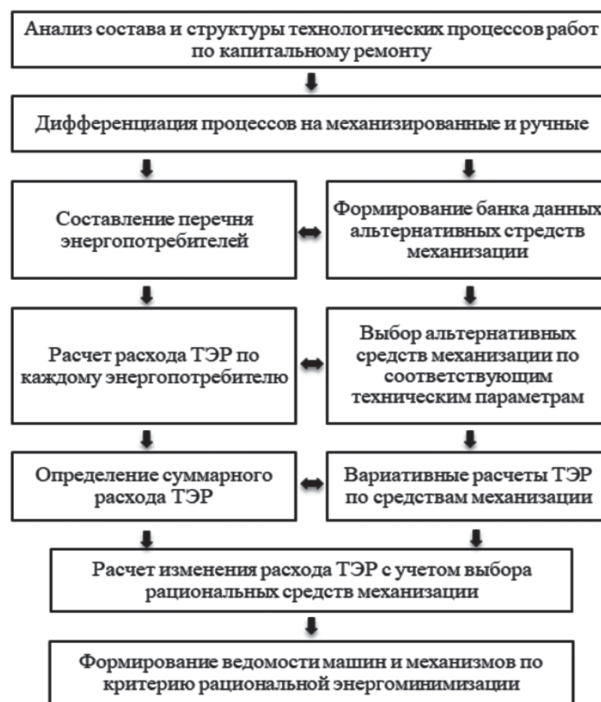 Анализ состава и структуры технологических процессов работ
по капитальному ремонту
Дифференциация процессов на механизированные и ручные
Составление перечня
энергопотребителей
Формирование банка данных
альтернативных стредств
механизации
Расчет расхода ТЭР по
каждому энергопотребителю
Выбор альтернативных
средств механизации по
соответствующим
техническим параметрам
Определение суммарного
расхода ТЭР
Вариативные расчеты ТЭР
по средствам механизации
Расчет изменения расхода ТЭР с учетом выбора
рациональных средств механизации
Формирование ведомости машин и механизмов по
критерию рациональной энергоминимизации